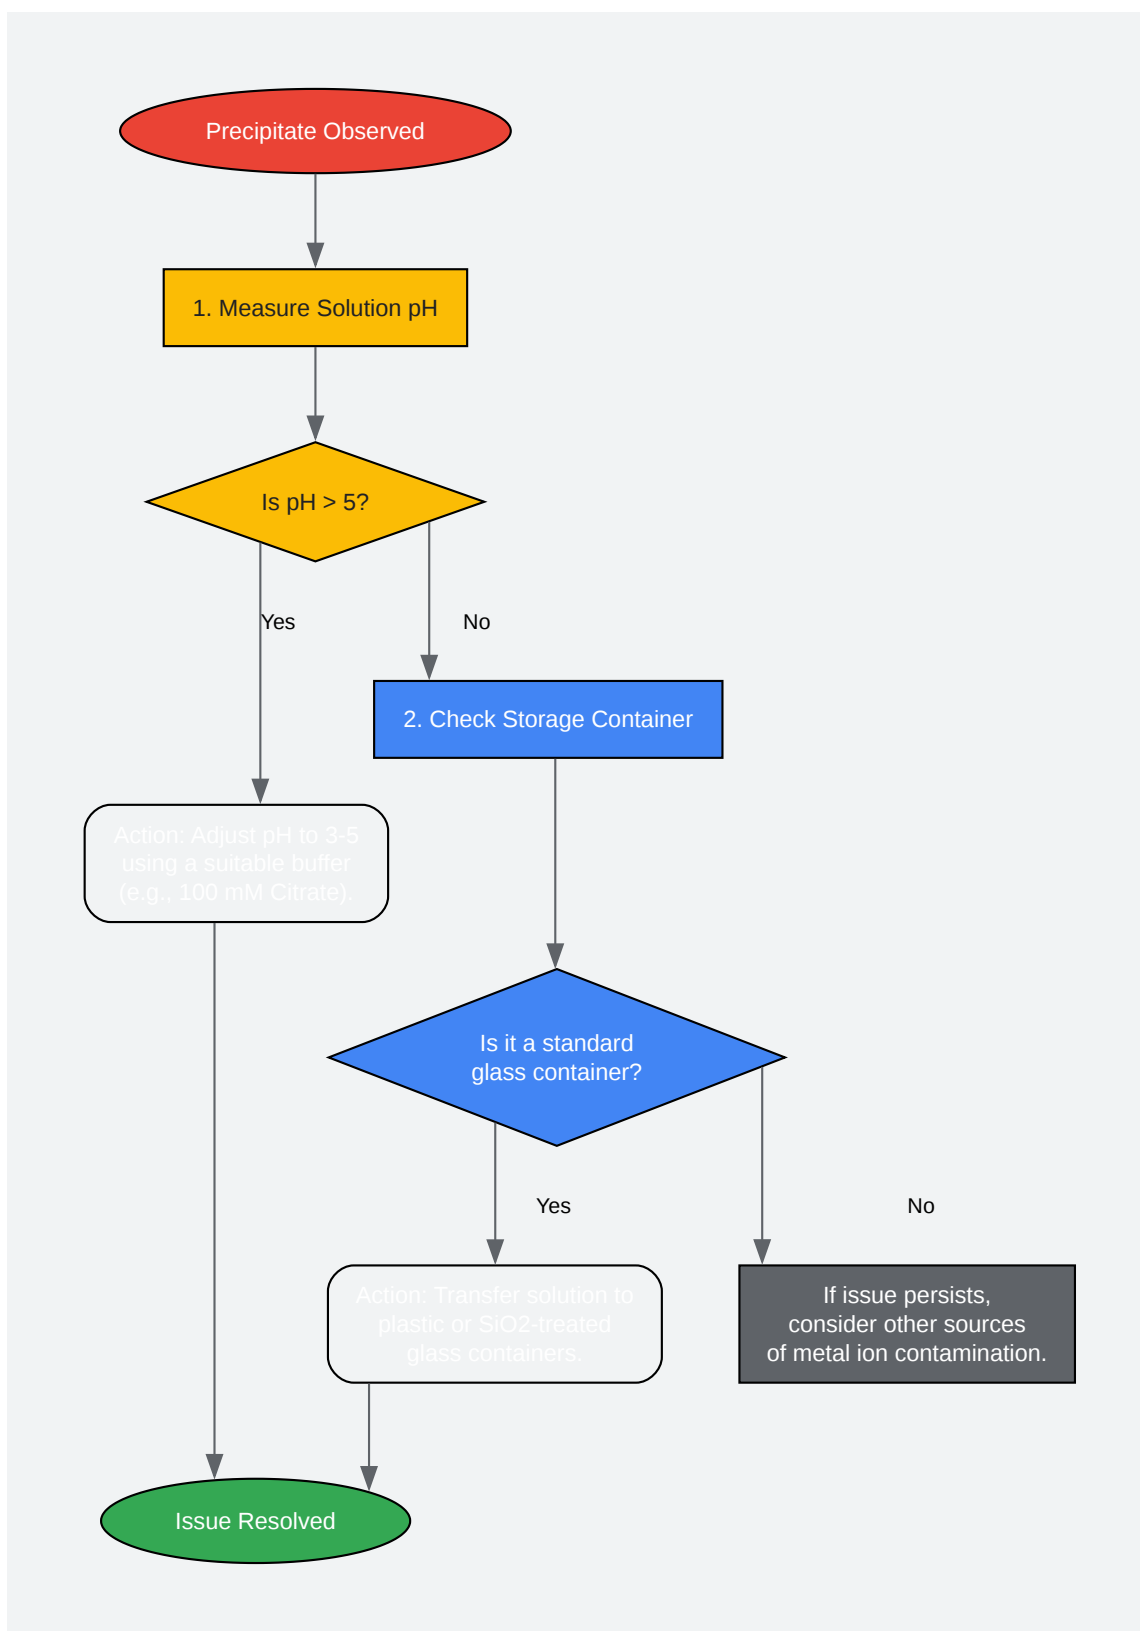 Precipitate Observed
1. Measure Solution pH
Is pH > 5?
Yes
No
2. Check Storage Container
Action: Adjust pH to 3-5
using a suitable buffer
(e.g., 100 mM Citrate).
Is it a standard
glass container?
Yes
No
Action: Transfer solution to
plastic or SiO2-treated
glass containers.
If issue persists,
consider other sources
of metal ion contamination.
Issue Resolved